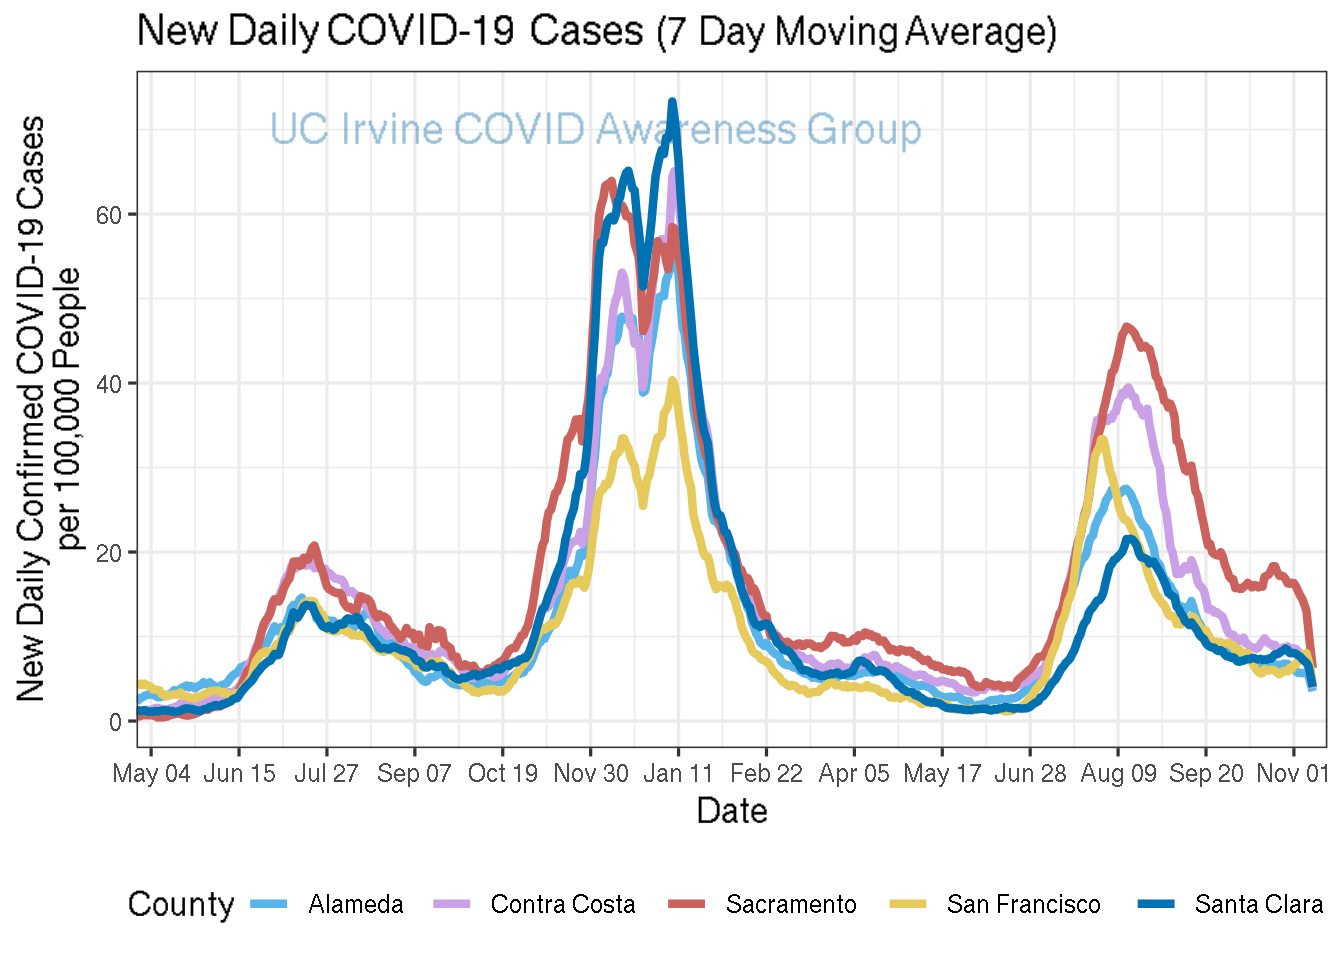 New Daily COVID-19 Cases (7 Day Moving Average)
UC Irvine COVID Awareness Group
New Daily Confirmed COVID-19 Cases
per 100,000 People
60
40
20
0
May 04 Jun 15 Jul 27 Sep 07 Oct 19 Nov 30 Jan 11 Feb 22 Apr 05 May 17 Jun 28 Aug 09 Sep 20 Nov 01
Date
County Alameda Contra Costa Sacramento San Francisco Santa Clara